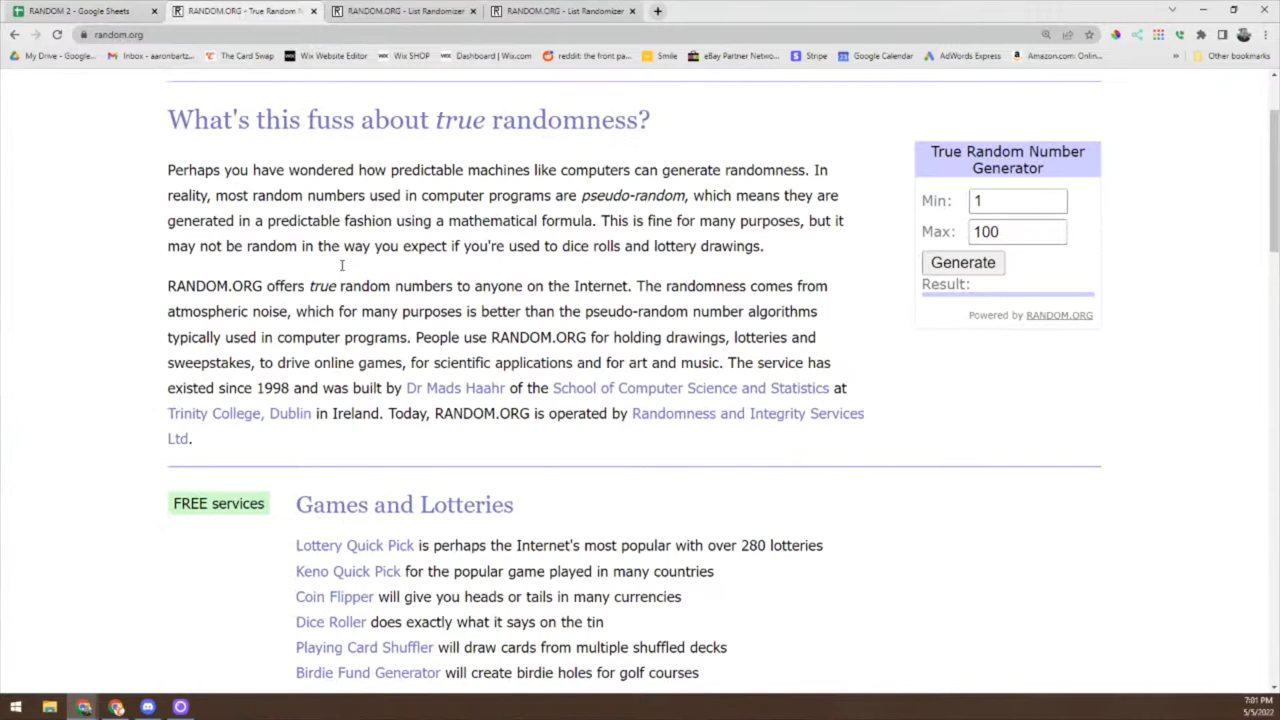 RANDOM 2 - Google Sheets
RANDOM.ORG - True Random N
RANDOM.ORG - List Randomizer
RANDOM.ORG - List Randomizer
random.org
My Drive - Google...
Inbox - aaronbartz...
The Card Swap
Wix Website Editor
Wix SHOP
Dashboard | Wix.com
reddit: the front pa...
Smile
eBay Partner Netwo...
Stripe
Google Calendar
AdWords Express
Amazon.com: Onlin...
Other bookmarks
What's this fuss about true randomness?
Perhaps you have wondered how predictable machines like computers can generate randomness. In
reality, most random numbers used in computer programs are pseudo-random, which means they are
generated in a predictable fashion using a mathematical formula. This is fine for many purposes, but it
may not be random in the way you expect if you're used to dice rolls and lottery drawings.
RANDOM.ORG offers true random numbers to anyone on the Internet. The randomness comes from
atmospheric noise, which for many purposes is better than the pseudo-random number algorithms
typically used in computer programs. People use RANDOM.ORG for holding drawings, lotteries and
sweepstakes, to drive online games, for scientific applications and for art and music. The service has
existed since 1998 and was built by Dr Mads Haahr of the School of Computer Science and Statistics at
Trinity College, Dublin in Ireland. Today, RANDOM.ORG is operated by Randomness and Integrity Services
Ltd.
True Random Number
Generator
Min: 1
Max: 100
Generate
Result:
Powered by RANDOM.ORG
FREE services
Games and Lotteries
Lottery Quick Pick is perhaps the Internet's most popular with over 280 lotteries
Keno Quick Pick for the popular game played in many countries
Coin Flipper will give you heads or tails in many currencies
Dice Roller does exactly what it says on the tin
Playing Card Shuffler will draw cards from multiple shuffled decks
Birdie Fund Generator will create birdie holes for golf courses
7:01 PM
5/5/2022